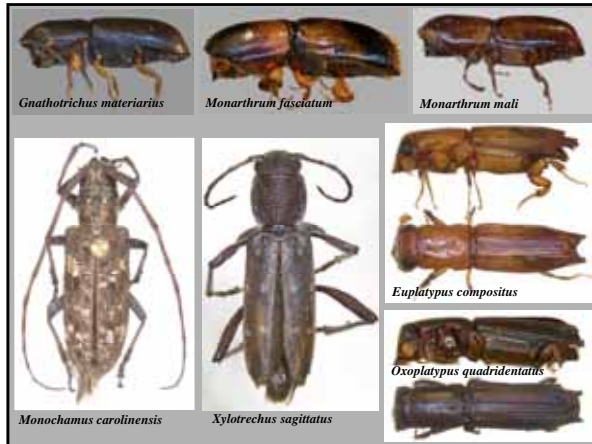 Gnathotrichus materiarius
Monarthrum fasciatum
Monarthrum mali
Euplatypus compositus
Oxoplatypus quadridentatus
Monochamus carolinensis
Xylotrechus sagittatus